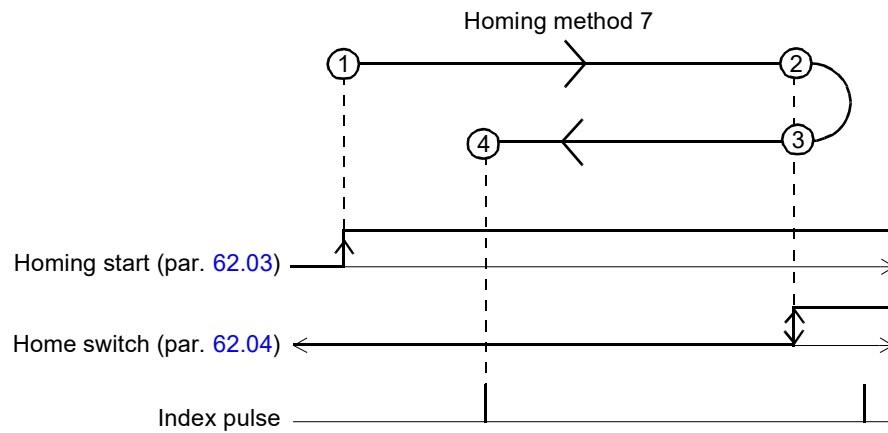 Homing method 7
1
2
4
3
Homing start (par. 62.03)
Home switch (par. 62.04)
Index pulse